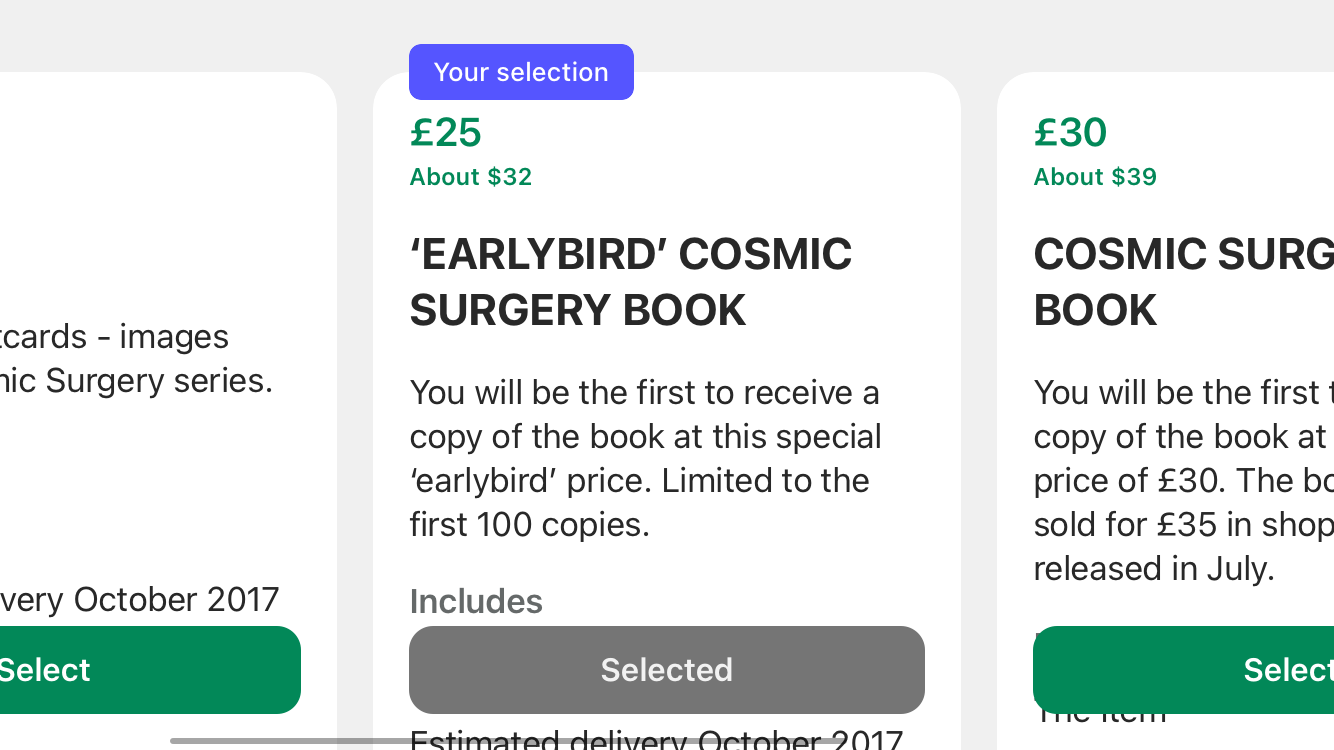 tcards - images
mic Surgery series.
very October 2017
Select
Your selection
£25
About $32
‘EARLYBIRD’ COSMIC
SURGERY BOOK
You will be the first to receive a
copy of the book at this special
‘earlybird’ price. Limited to the
first 100 copies.
Includes
Selected
Estimated delivery October 2017
£30
About $39
COSMIC SURG
BOOK
You will be the first t
copy of the book at
price of £30. The bo
sold for £35 in shop
released in July.
Select
The item